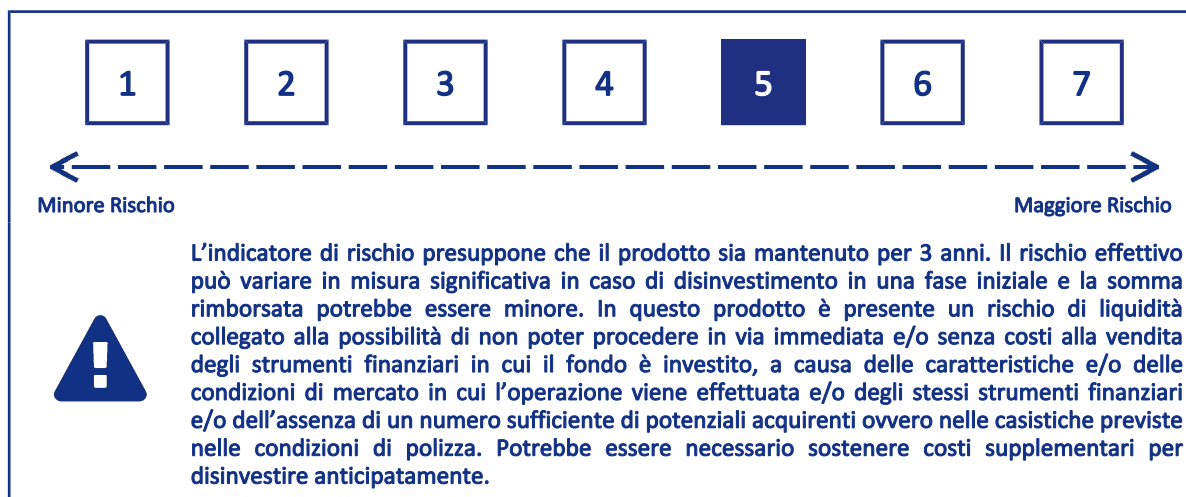 1 2 3 4 5 6 7
Minore Rischio Maggiore Rischio
L'indicatore di rischio presuppone che il prodotto sia mantenuto per 3 anni. Il rischio effettivo
può variare in misura significativa in caso di disinvestimento in una fase iniziale e la somma
rimborsata potrebbe essere minore. In questo prodotto è presente un rischio di liquidità
collegato alla possibilità di non poter procedere in via immediata e/o senza costi alla vendita
degli strumenti finanziari in cui il fondo è investito, a causa delle caratteristiche e/o delle
condizioni di mercato in cui l'operazione viene effettuata e/o degli stessi strumenti finanziari
e/o dell'assenza di un numero sufficiente di potenziali acquirenti ovvero nelle casistiche previste
nelle condizioni di polizza. Potrebbe essere necessario sostenere costi supplementari per
disinvestire anticipatamente.